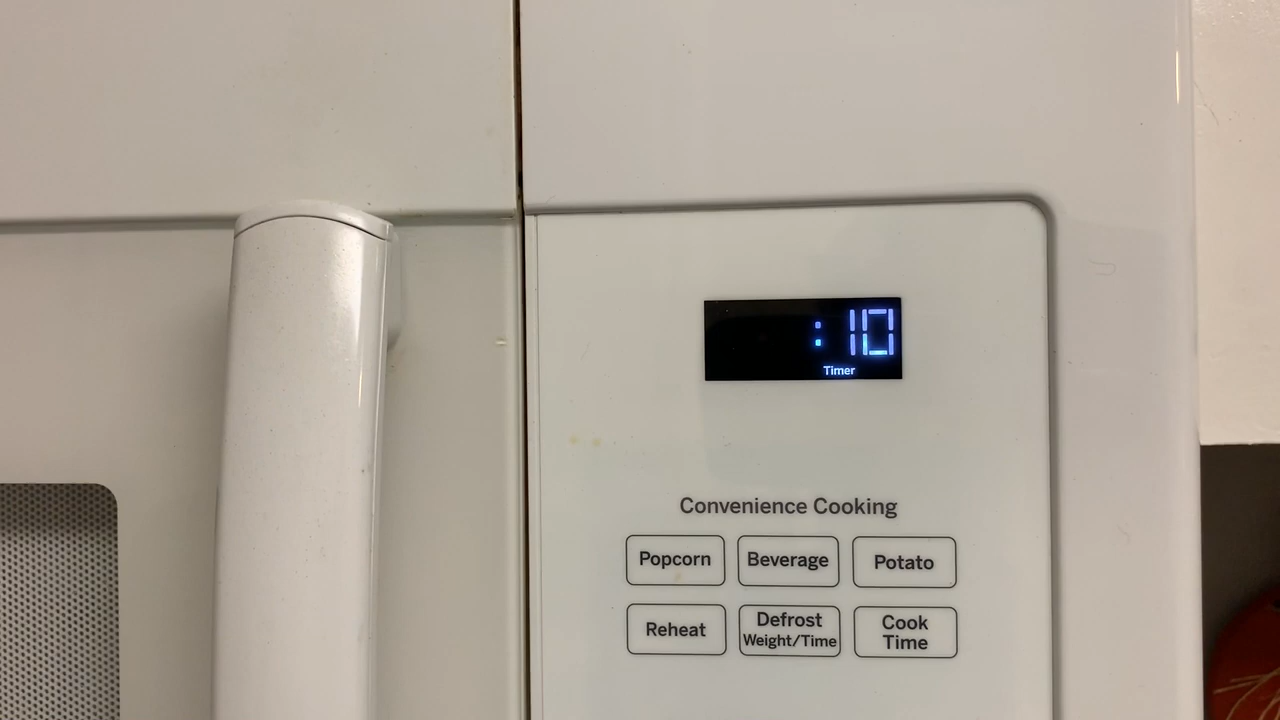 :10
Timer
Convenience Cooking
Popcorn Beverage Potato
Reheat Defrost Weight/Time Cook Time